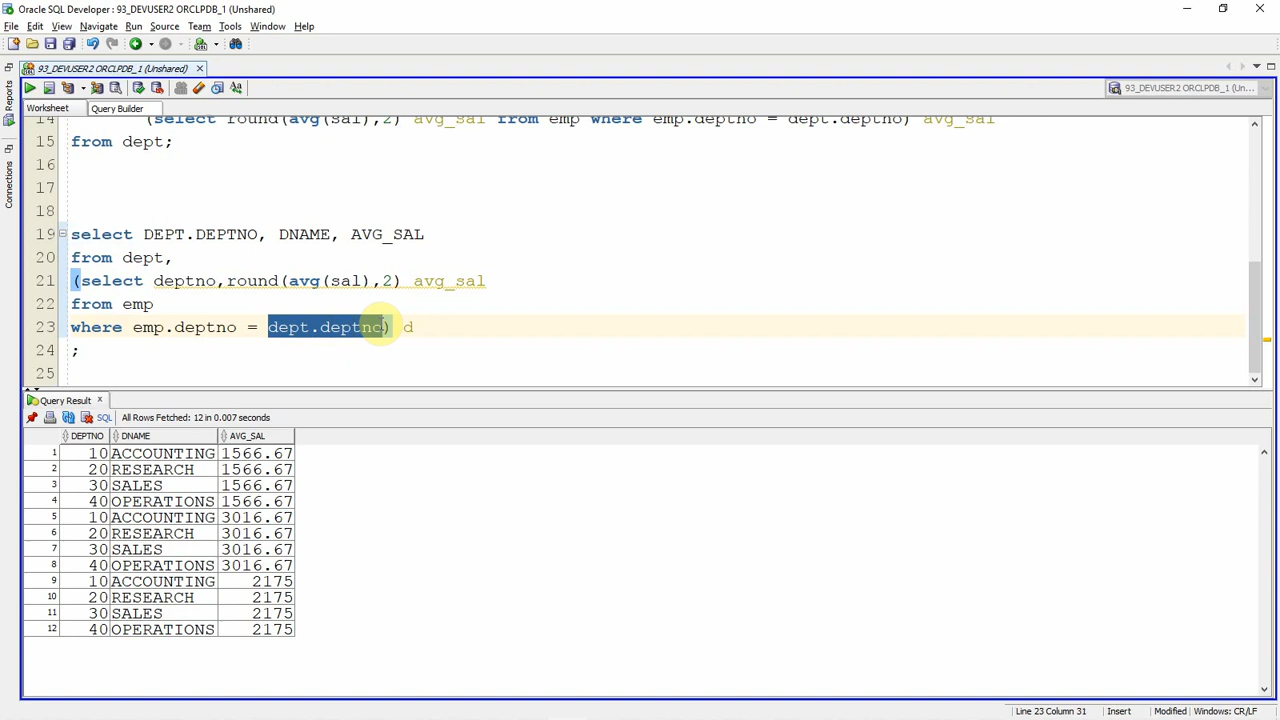 Oracle SQL Developer : 93_DEVUSER2 ORCLPDB_1 (Unshared)
File Edit View Navigate Run Source Team Tools Window Help
93_DEVUSER2 ORCLPDB_1 (Unshared)
Reports
Connections
93_DEVUSER2 ORCLPDB_1 (Un...
Worksheet Query Builder
14 (select round(avg(sal),2) avg_sal from emp where emp.deptno = dept.deptno) avg_sal
15 from dept;
16
17
18
19 select DEPT.DEPTNO, DNAME, AVG_SAL
20 from dept,
21 (select deptno,round(avg(sal),2) avg_sal
22 from emp
23 where emp.deptno = dept.deptno) d
24 ;
25
Query Result
SQL All Rows Fetched: 12 in 0.007 seconds
DEPTNO DNAME AVG_SAL
1 10 ACCOUNTING 1566.67
2 20 RESEARCH 1566.67
3 30 SALES 1566.67
4 40 OPERATIONS 1566.67
5 10 ACCOUNTING 3016.67
6 20 RESEARCH 3016.67
7 30 SALES 3016.67
8 40 OPERATIONS 3016.67
9 10 ACCOUNTING 2175
10 20 RESEARCH 2175
11 30 SALES 2175
12 40 OPERATIONS 2175
Line 23 Column 31 Insert Modified Windows: CR/LF